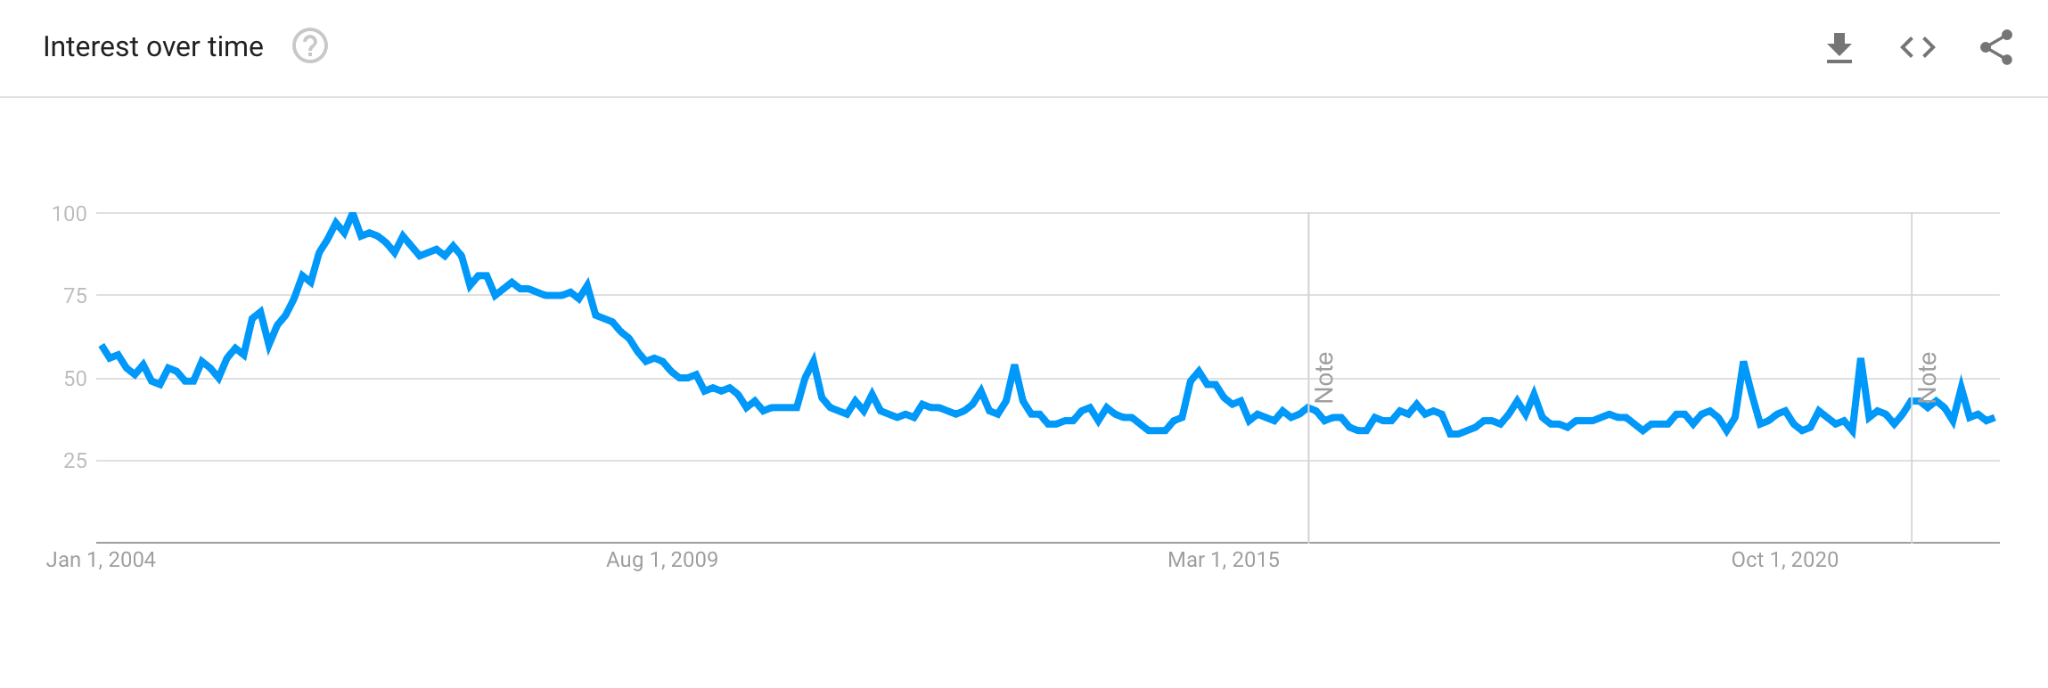 Interest over time
100
75
50
25
Note
Note
Jan 1, 2004
Aug 1, 2009
Mar 1, 2015
Oct 1, 2020